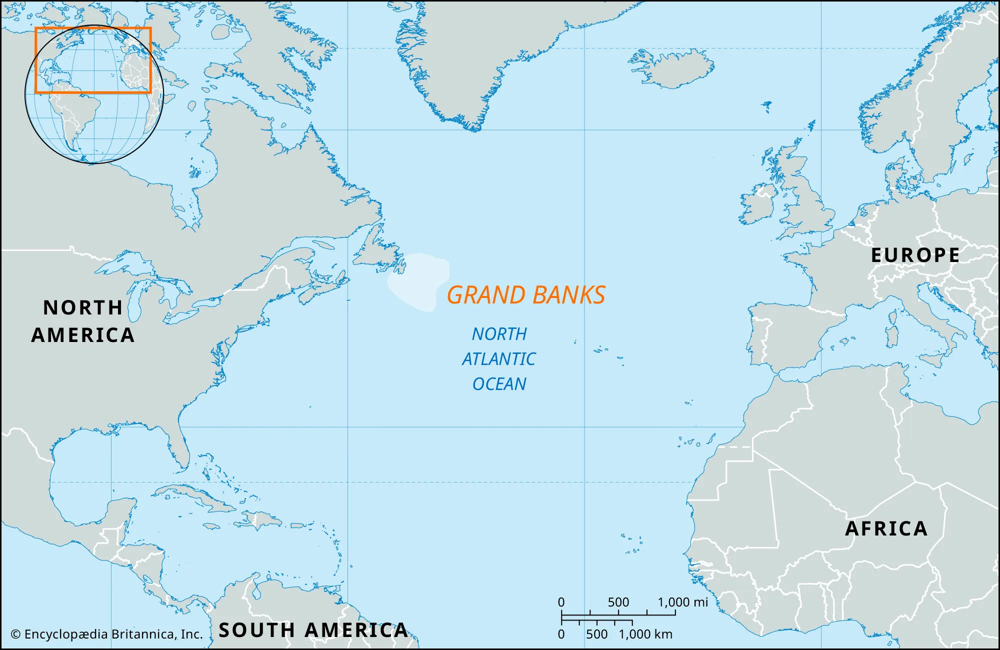 EUROPE
GRAND BANKS
NORTH
AMERICA
NORTH
ATLANTIC
OCEAN
AFRICA
0 500 1,000 mi
0 500 1,000 km
SOUTH AMERICA
© Encyclopædia Britannica, Inc.